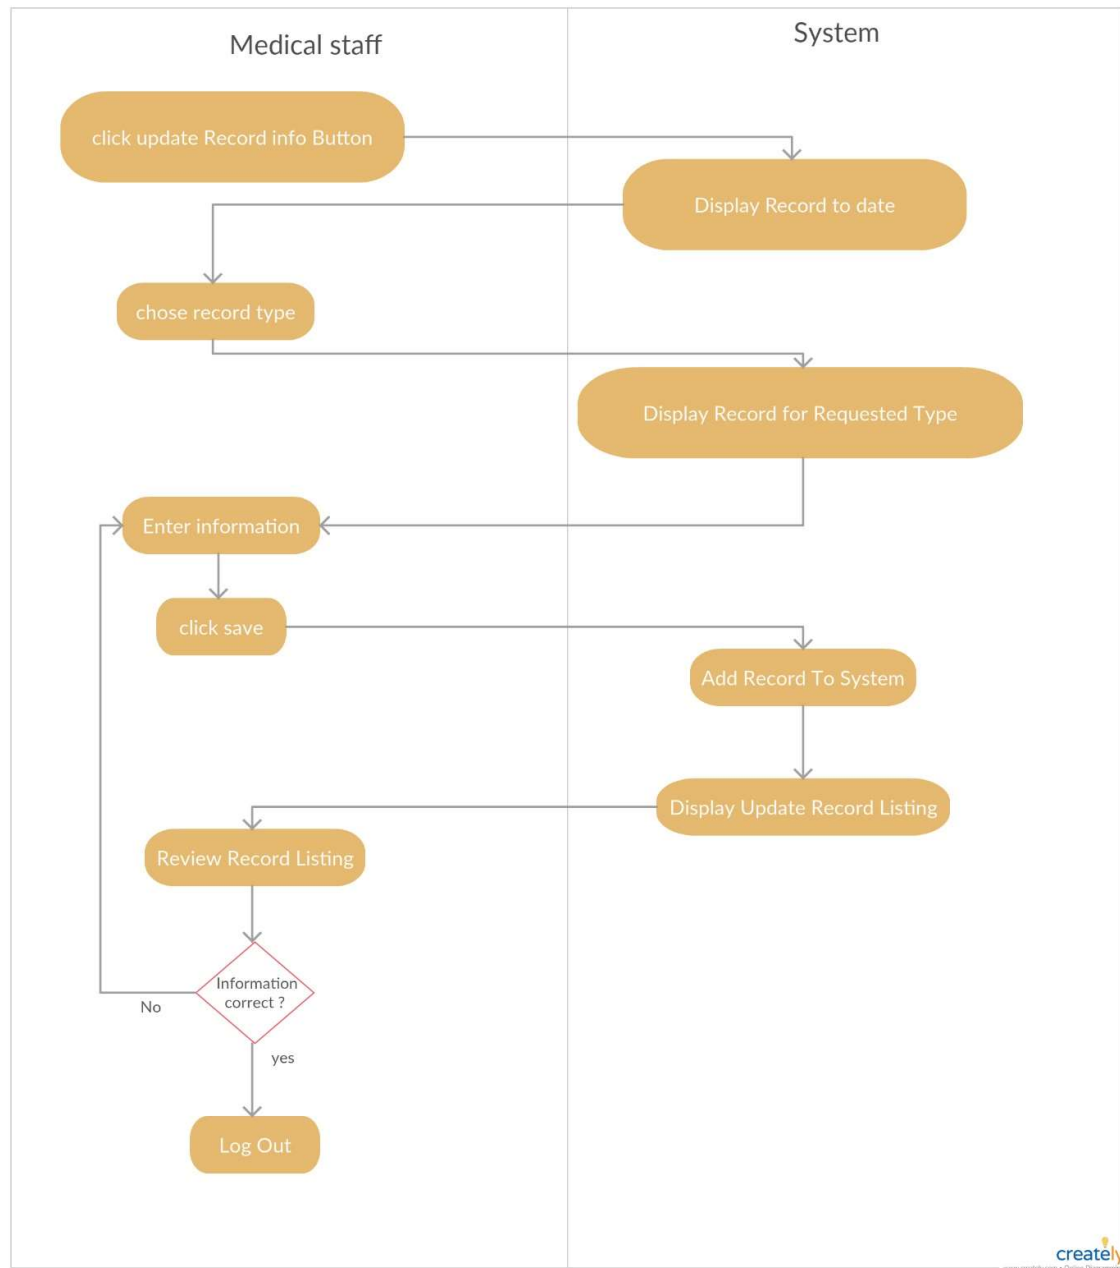 Medical staff
System
click update Record info Button
Display Record to date
chose record type
Display Record for Requested Type
Enter information
click save
Add Record To System
Display Update Record Listing
Review Record Listing
Information
correct ?
No
yes
Log Out
creately